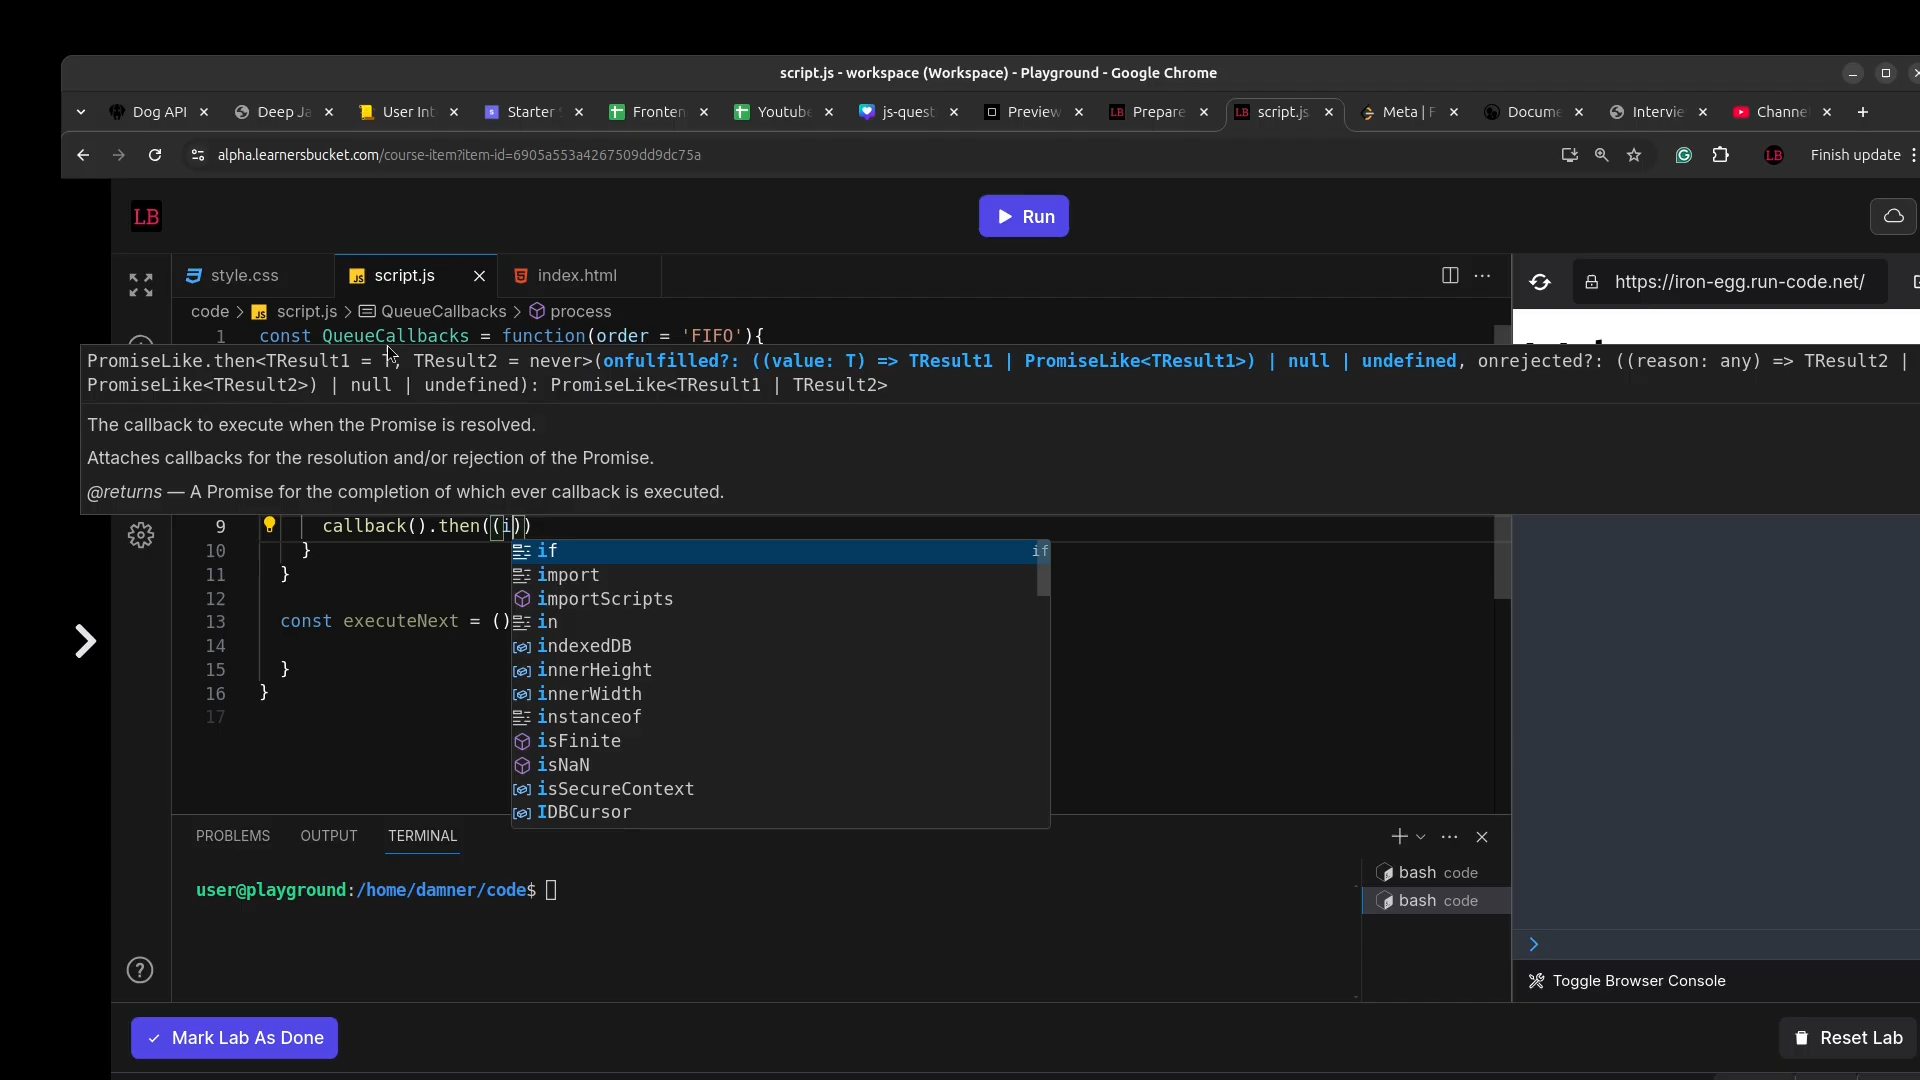 script.js - workspace (Workspace) - Playground - Google Chrome
Dog API
Deep Ja
User Int
Starter
Fronten
Youtube
js-quest
Preview
LB Prepare
LB script.js
Meta | F
Docume
Intervie
Channe
alpha.learnersbucket.com/course-item?item-id=6905a553a4267509dd9dc75a
LB
Finish update
LB
Run
style.css
JS script.js
index.html
https://iron-egg.run-code.net/
code > JS script.js > QueueCallbacks > process
1 const QueueCallbacks = function(order = 'FIFO'){
PromiseLike.then<TResult1 = T, TResult2 = never>(onfulfilled?: ((value: T) => TResult1 | PromiseLike<TResult1>) | null | undefined, onrejected?: ((reason: any) => TResult2 |
PromiseLike<TResult2>) | null | undefined): PromiseLike<TResult1 | TResult2>
The callback to execute when the Promise is resolved.
Attaches callbacks for the resolution and/or rejection of the Promise.
@returns — A Promise for the completion of which ever callback is executed.
9 callback().then((i))
10 }
11 }
12
13 const executeNext = ()
14
15 }
16 }
17
if if
import
importScripts
in
indexedDB
innerHeight
innerWidth
instanceof
isFinite
isNaN
isSecureContext
IDBCursor
PROBLEMS OUTPUT TERMINAL
user@playground:/home/damner/code$
bash code
bash code
Toggle Browser Console
Mark Lab As Done
Reset Lab